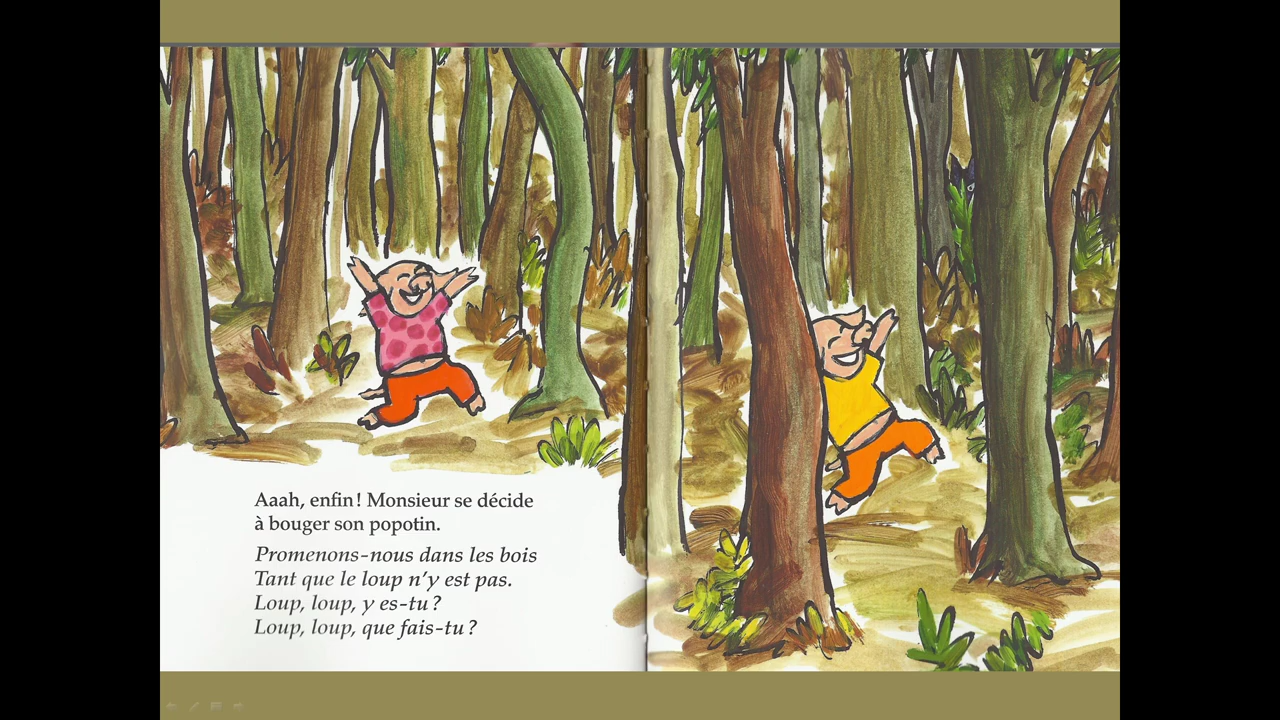 Aaah, enfin ! Monsieur se décide
à bouger son popotin.
Promenons-nous dans les bois
Tant que le loup n'y est pas.
Loup, loup, y es-tu ?
Loup, loup, que fais-tu ?